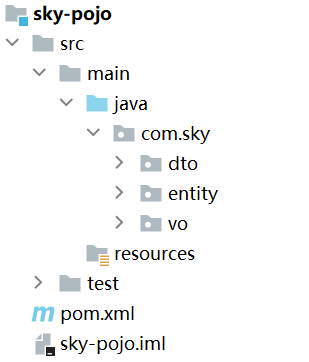 sky-pojo
src
main
java
com.sky
dto
entity
vo
resources
test
pom.xml
sky-pojo.iml